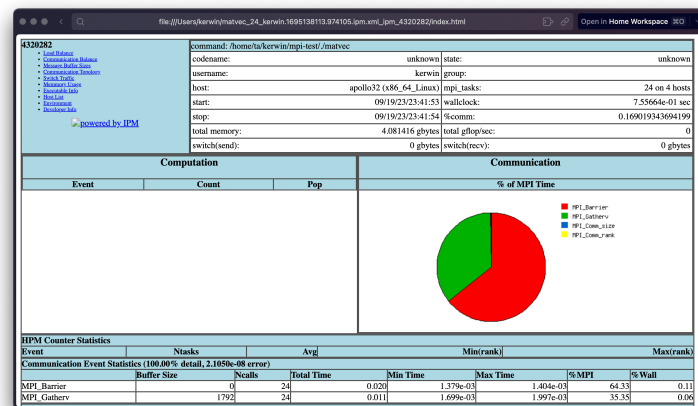 file:///Users/kerwin/matvec_24_kerwin.1695138113.974105.ipm.xml_ipm_4320282/index.html
Open in Home Workspace ⌘O
4320282
Load Balance
Communication Balance
Message Buffer Sizes
Communication Topology
Switch Traffic
Memory Usage
Executable Info
Host List
Environment
Developer Info
powered by IPM
command: /home/ta/kerwin/mpi-test/./matvec
codename: unknown state: unknown
username: kerwin group:
host: apollo32 (x86_64_Linux) mpi_tasks: 24 on 4 hosts
start: 09/19/23/23:41:53 wallclock: 7.55664e-01 sec
stop: 09/19/23/23:41:54 %comm: 0.169019343694199
total memory: 4.081416 gbytes total gflop/sec: 0
switch(send): 0 gbytes switch(recv): 0 gbytes
Computation
Event Count Pop
Communication
% of MPI Time
MPI_Barrier
MPI_Gatherv
MPI_Comm_size
MPI_Comm_rank
HPM Counter Statistics
Event Ntasks Avg Min(rank) Max(rank)
Communication Event Statistics (100.00% detail, 2.1050e-08 error)
Buffer Size Ncalls Total Time Min Time Max Time %MPI %Wall
MPI_Barrier 0 24 0.020 1.379e-03 1.404e-03 64.33 0.11
MPI_Gatherv 1792 24 0.011 1.699e-03 1.997e-03 35.35 0.06